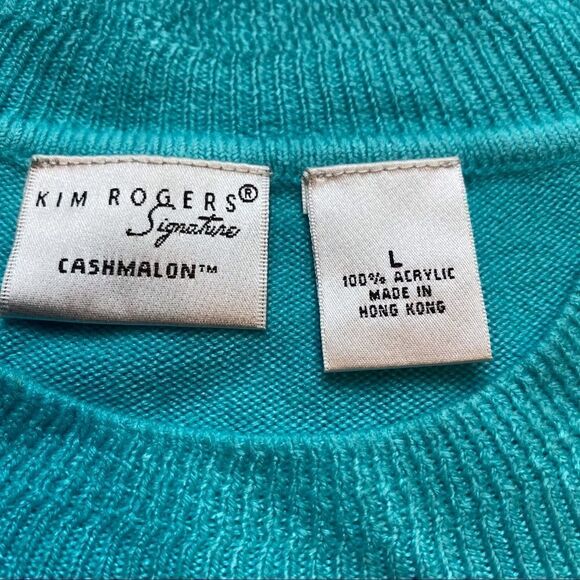 KIM ROGERS®
Signature
CASHMALON™
L
100% ACRYLIC
MADE IN
HONG KONG